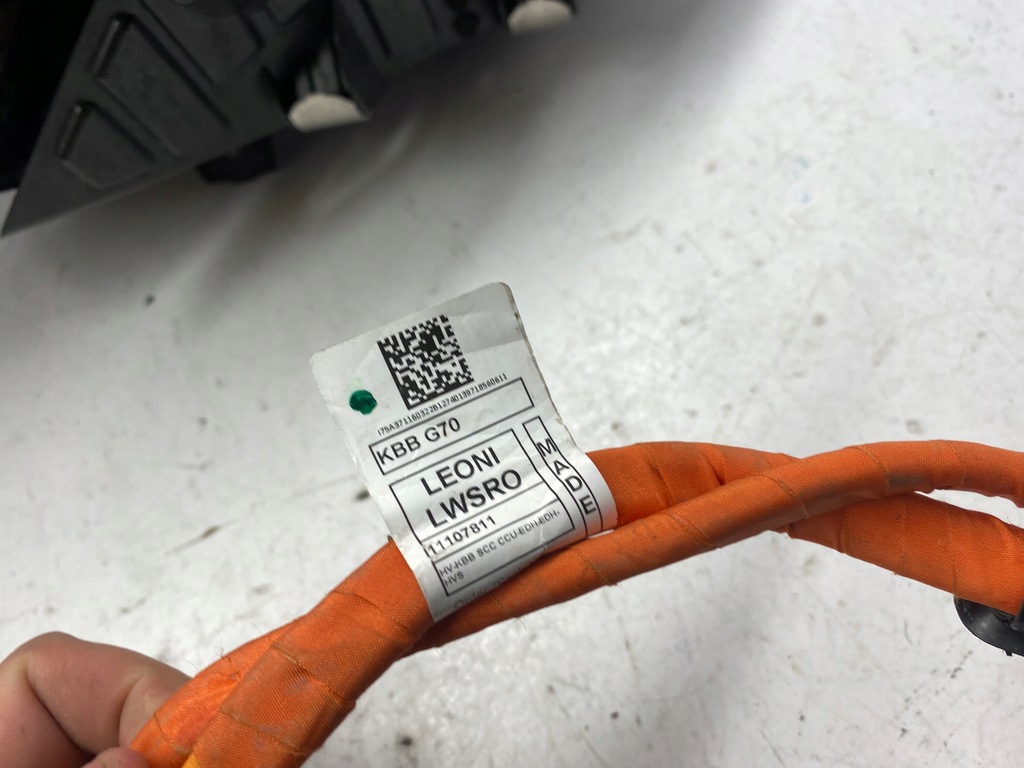 KBB G70
LEONI
LWSRO
11107811
HV-KBB SCC CCU-EDH-EDH-
HVS
MADE